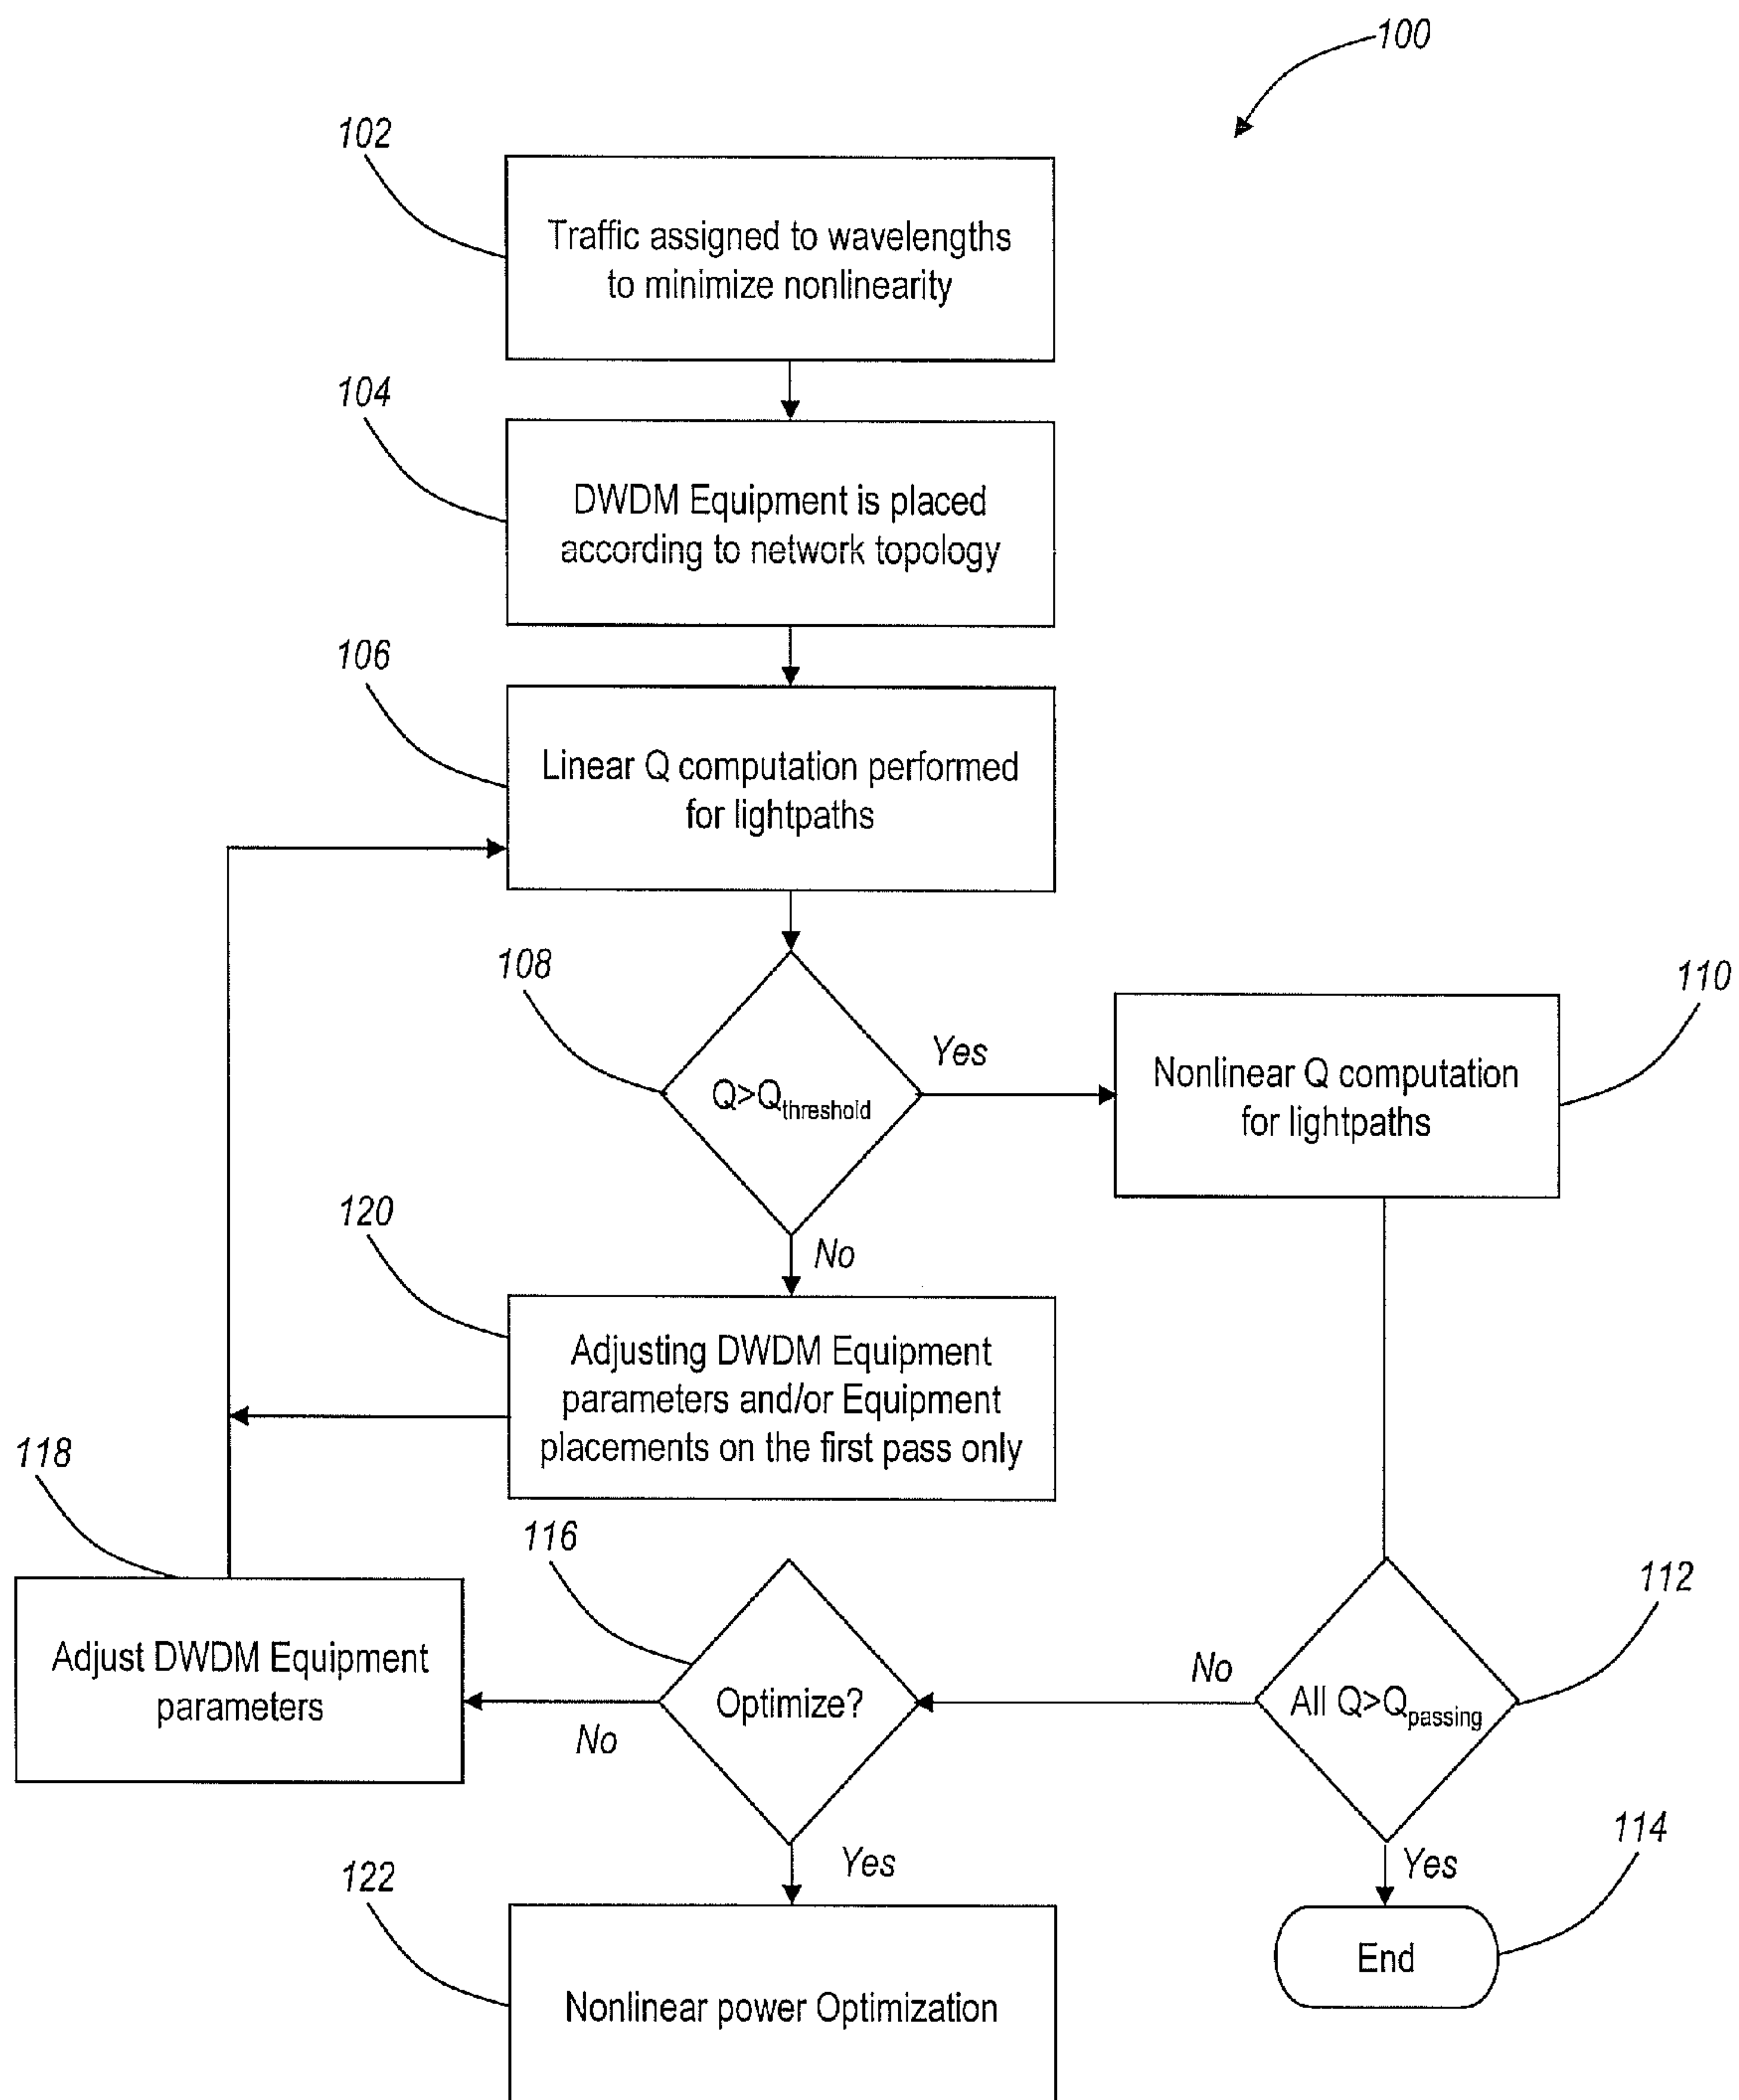 100
102
Traffic assigned to wavelengths
to minimize nonlinearity
104
DWDM Equipment is placed
according to network topology
106
Linear Q computation performed
for lightpaths
108
Q>Qthreshold
Yes
110
Nonlinear Q computation
for lightpaths
No
120
Adjusting DWDM Equipment
parameters and/or Equipment
placements on the first pass only
118
Adjust DWDM Equipment
parameters
116
Optimize?
No
No
112
All Q>Qpassing
Yes
Yes
114
End
122
Nonlinear power Optimization